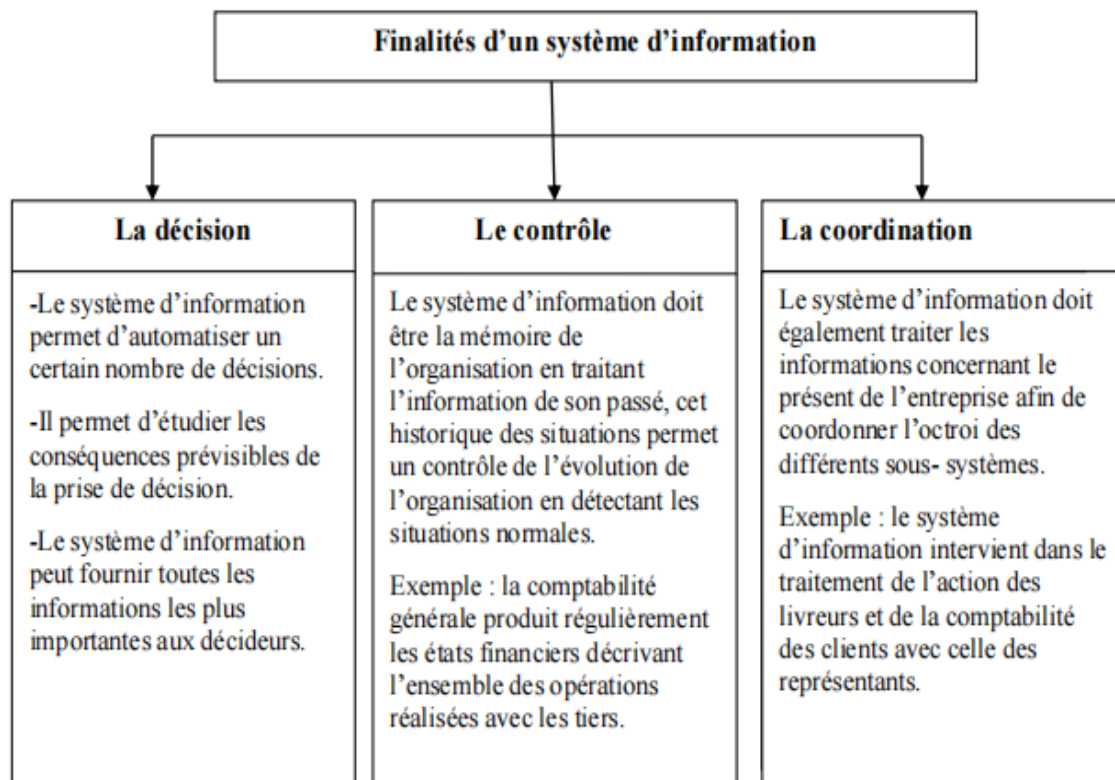 Finalités d’un système d’information
La décision
-Le système d’information
permet d’automatiser un
certain nombre de décisions.
-Il permet d’étudier les
conséquences prévisibles de
la prise de décision.
-Le système d’information
peut fournir toutes les
informations les plus
importantes aux décideurs.
Le contrôle
Le système d’information doit
être la mémoire de
l’organisation en traitant
l’information de son passé, cet
historique des situations permet
un contrôle de l’évolution de
l’organisation en détectant les
situations normales.
Exemple : la comptabilité
générale produit régulièrement
les états financiers décrivant
l’ensemble des opérations
réalisées avec les tiers.
La coordination
Le système d’information doit
également traiter les
informations concernant le
présent de l’entreprise afin de
coordonner l’octroi des
différents sous- systèmes.
Exemple : le système
d’information intervient dans le
traitement de l’action des
livreurs et de la comptabilité
des clients avec celle des
représentants.